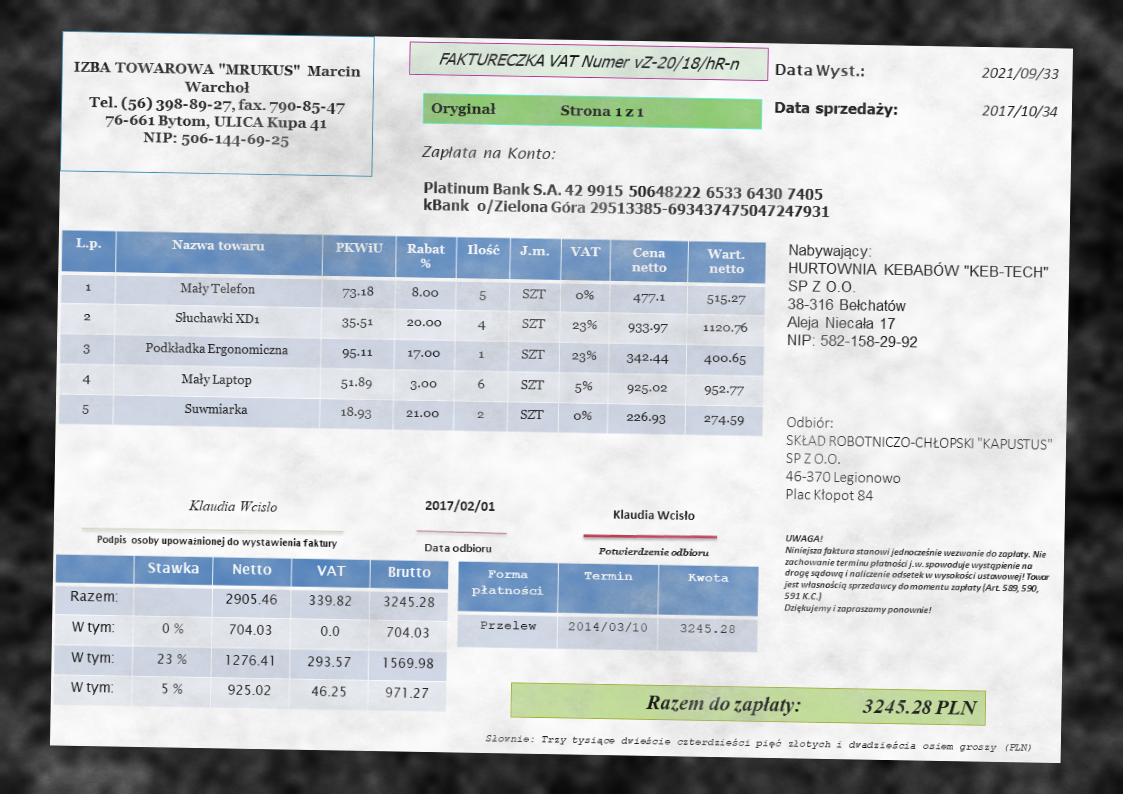 IZBA TOWAROWA "MRUKUS" Marcin
Warchoł
Tel. (56) 398-89-27, fax. 790-85-47
76-661 Bytom, ULICA Kupa 41
NIP: 506-144-69-25
FAKTURECZKA VAT Numer vZ-20/18/hR-n
Oryginał Strona 1 z 1
Data Wyst.: 2021/09/33
Data sprzedaży: 2017/10/34
Zapłata na Konto:
Platinum Bank S.A. 42 9915 50648222 6533 6430 7405
kBank o/Zielona Góra 29513385-693437475047247931
L.p. Nazwa towaru PKWiU Rabat % Ilość J.m. VAT Cena netto Wart. netto
1 Mały Telefon 73.18 8.00 5 SZT 0% 477.1 515.27
2 Słuchawki XD1 35.51 20.00 4 SZT 23% 933.97 1120.76
3 Podkładka Ergonomiczna 95.11 17.00 1 SZT 23% 342.44 400.65
4 Mały Laptop 51.89 3.00 6 SZT 5% 925.02 952.77
5 Suwmiarka 18.93 21.00 2 SZT 0% 226.93 274.59
Nabywający:
HURTOWNIA KEBABÓW "KEB-TECH"
SP Z O.O.
38-316 Bełchatów
Aleja Niecała 17
NIP: 582-158-29-92
Odbiór:
SKŁAD ROBOTNICZO-CHŁOPSKI "KAPUSTUS"
SP Z O.O.
46-370 Legionowo
Plac Kłopot 84
Klaudia Wcisło
Podpis osoby upoważnionej do wystawienia faktury
2017/02/01
Data odbioru
Klaudia Wcisło
Potwierdzenie odbioru
UWAGA!
Niniejsza faktura stanowi jednocześnie wezwanie do zapłaty. Nie
zachowanie terminu płatności j.w. spowoduje wystąpienie na
drogę sądową i naliczenie odsetek w wysokości ustawowej! Towar
jest własnością sprzedawcy do momentu zapłaty (Art. 589, 590,
591 K.C.)
Dziękujemy i zapraszamy ponownie!
Stawka Netto VAT Brutto
Razem: 2905.46 339.82 3245.28
W tym: 0 % 704.03 0.0 704.03
W tym: 23 % 1276.41 293.57 1569.98
W tym: 5 % 925.02 46.25 971.27
Forma płatności Termin Kwota
Przelew 2014/03/10 3245.28
Razem do zapłaty: 3245.28 PLN
Słownie: Trzy tysiące dwieście czterdzieści pięć złotych i dwadzieścia osiem groszy (PLN)